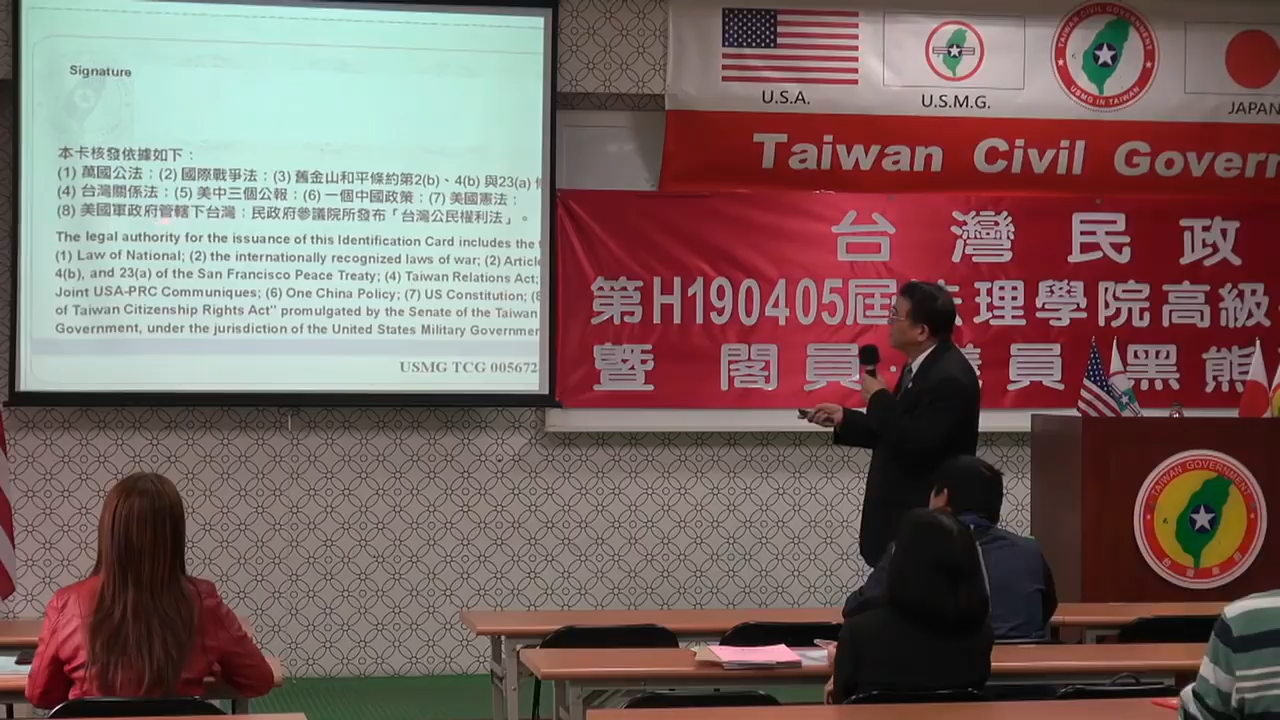 Signature
本卡核發依據如下：
(1) 萬國公法；(2) 國際戰爭法；(3) 舊金山和平條約第2(b)、4(b) 與23(a)
(4) 台灣關係法；(5) 美中三個公報；(6) 一個中國政策；(7) 美國憲法；
(8) 美國軍政府管轄下台灣：民政府參議院所發布「台灣公民權利法」。
The legal authority for the issuance of this Identification Card includes the
(1) Law of National; (2) the internationally recognized laws of war; (2) Article
4(b), and 23(a) of the San Francisco Peace Treaty; (4) Taiwan Relations Act;
Joint USA-PRC Communiques; (6) One China Policy; (7) US Constitution; (8
of Taiwan Citizenship Rights Act" promulgated by the Senate of the Taiwan
Government, under the jurisdiction of the United States Military Governmen
USMG TCG 005672
U.S.A.
U.S.M.G.
TAIWAN CIVIL GOVERNMENT
USMG IN TAIWAN
JAPAN
Taiwan Civil Govern
台灣民政
第H190405屆法理學院高級
暨 閣員 議員 黑熊
TAIWAN GOVERNMENT